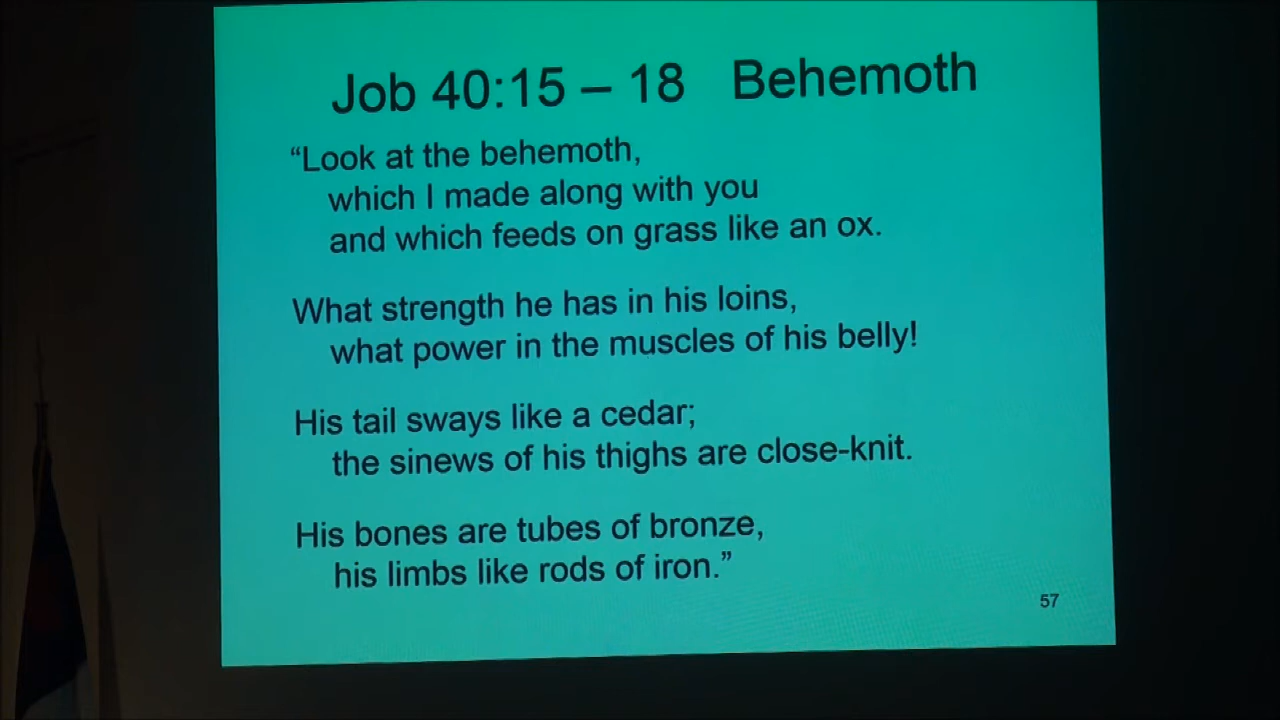 Job 40:15 – 18 Behemoth
“Look at the behemoth,
which I made along with you
and which feeds on grass like an ox.
What strength he has in his loins,
what power in the muscles of his belly!
His tail sways like a cedar;
the sinews of his thighs are close-knit.
His bones are tubes of bronze,
his limbs like rods of iron.”
57